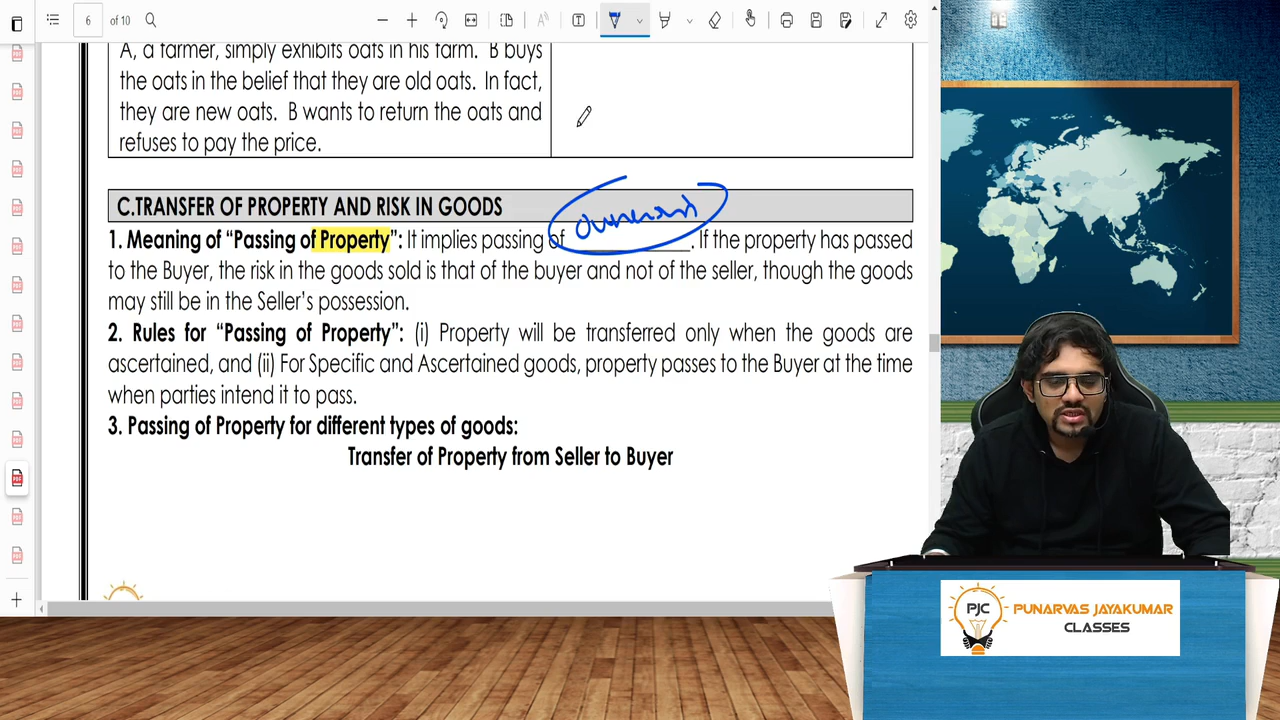 6 of 10
A, a farmer, simply exhibits oats in his farm. B buys
the oats in the belief that they are old oats. In fact,
they are new oats. B wants to return the oats and
refuses to pay the price.
C.TRANSFER OF PROPERTY AND RISK IN GOODS
1. Meaning of “Passing of Property”: It implies passing of ____________. If the property has passed
to the Buyer, the risk in the goods sold is that of the buyer and not of the seller, though the goods
may still be in the Seller’s possession.
2. Rules for “Passing of Property”: (i) Property will be transferred only when the goods are
ascertained, and (ii) For Specific and Ascertained goods, property passes to the Buyer at the time
when parties intend it to pass.
3. Passing of Property for different types of goods:
Transfer of Property from Seller to Buyer
PJC PUNARVAS JAYAKUMAR
CLASSES